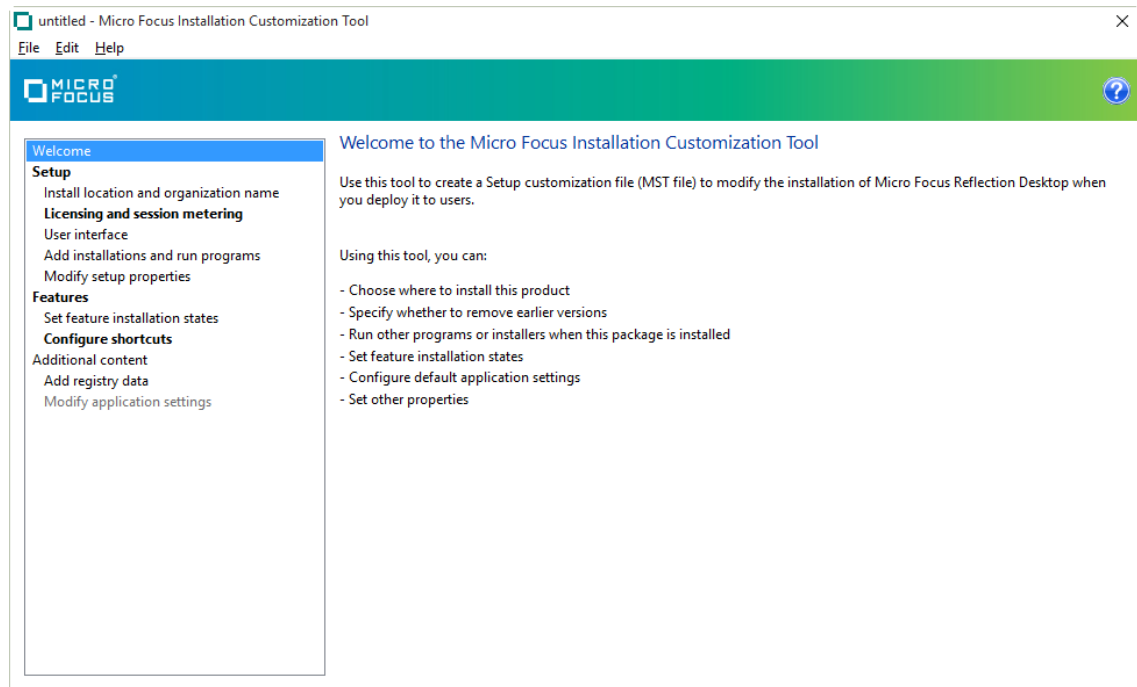 untitled - Micro Focus Installation Customization Tool
File Edit Help
MICRO FOCUS
Welcome
Setup
Install location and organization name
Licensing and session metering
User interface
Add installations and run programs
Modify setup properties
Features
Set feature installation states
Configure shortcuts
Additional content
Add registry data
Modify application settings
Welcome to the Micro Focus Installation Customization Tool
Use this tool to create a Setup customization file (MST file) to modify the installation of Micro Focus Reflection Desktop when
you deploy it to users.
Using this tool, you can:
- Choose where to install this product
- Specify whether to remove earlier versions
- Run other programs or installers when this package is installed
- Set feature installation states
- Configure default application settings
- Set other properties